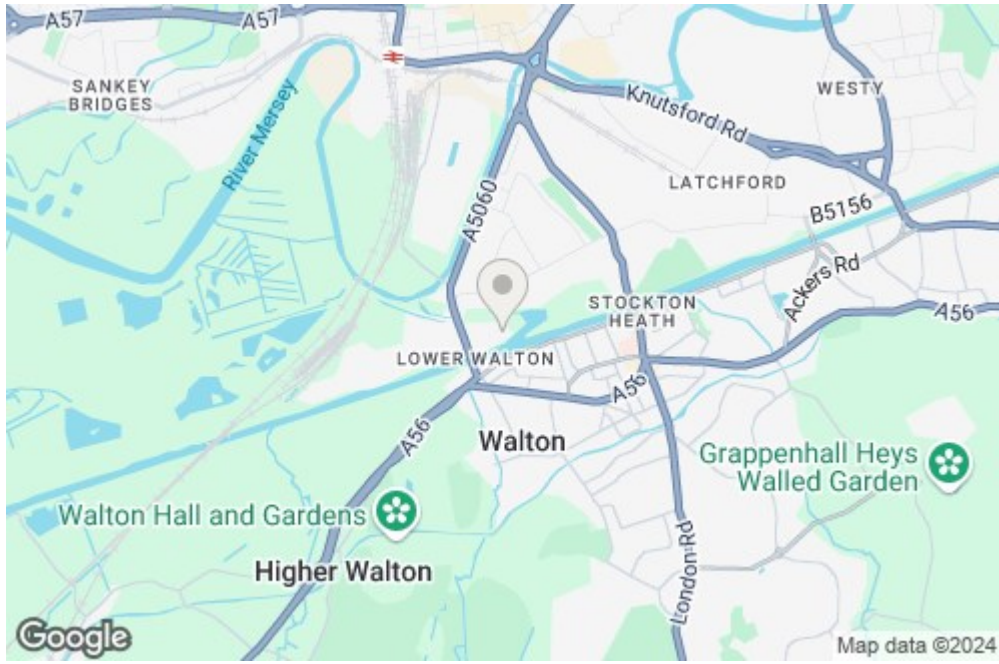 A57
A57
SANKEY
BRIDGES
River Mersey
Knutsford Rd
WESTY
LATCHFORD
A5060
B5156
Ackers Rd
STOCKTON
HEATH
A56
LOWER WALTON
A56
A56
Walton
Grappenhall Heys
Walled Garden
Walton Hall and Gardens
London Rd
Higher Walton
Google
Map data ©2024